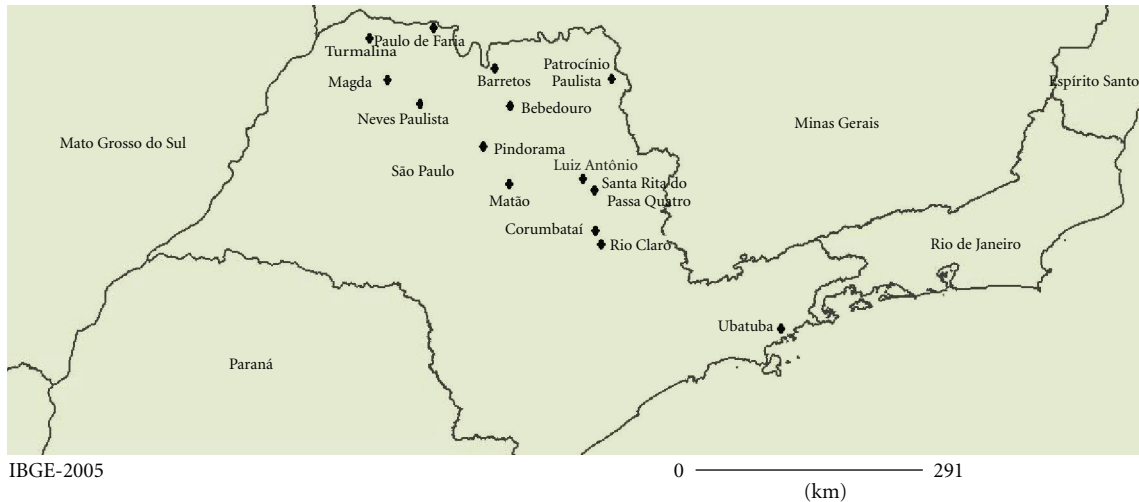 Paulo de Faria
Turmalina
Patrocínio
Paulista
Magda
Barretos
Espírito Santo
Bebedouro
Neves Paulista
Minas Gerais
Mato Grosso do Sul
Pindorama
Luiz Antônio
São Paulo
Santa Rita do
Passa Quatro
Matão
Corumbataí
Rio Claro
Rio de Janeiro
Ubatuba
Paraná
IBGE-2005
0 291
(km)